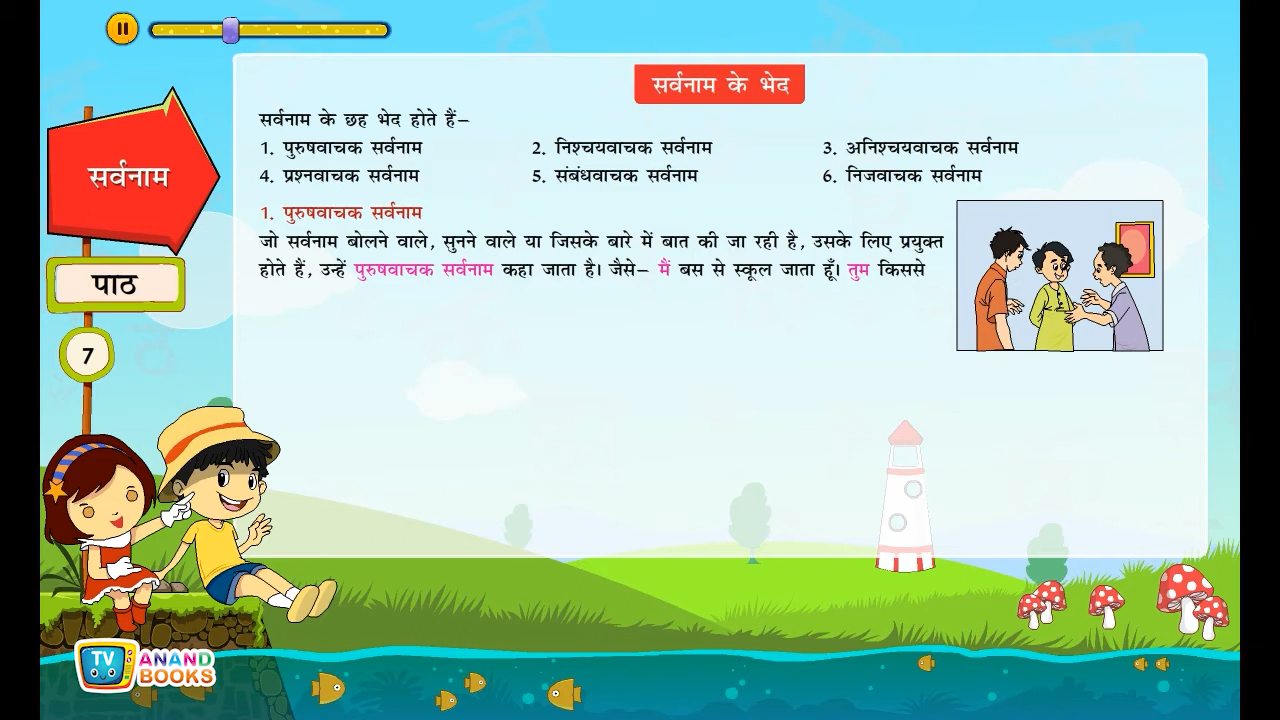 सर्वनाम के भेद
सर्वनाम के छह भेद होते हैं–
1. पुरुषवाचक सर्वनाम 2. निश्चयवाचक सर्वनाम 3. अनिश्चयवाचक सर्वनाम
4. प्रश्नवाचक सर्वनाम 5. संबंधवाचक सर्वनाम 6. निजवाचक सर्वनाम
1. पुरुषवाचक सर्वनाम
जो सर्वनाम बोलने वाले, सुनने वाले या जिसके बारे में बात की जा रही है, उसके लिए प्रयुक्त
होते हैं, उन्हें पुरुषवाचक सर्वनाम कहा जाता है। जैसे– मैं बस से स्कूल जाता हूँ। तुम किससे
सर्वनाम
पाठ
7
TV ANAND
BOOKS